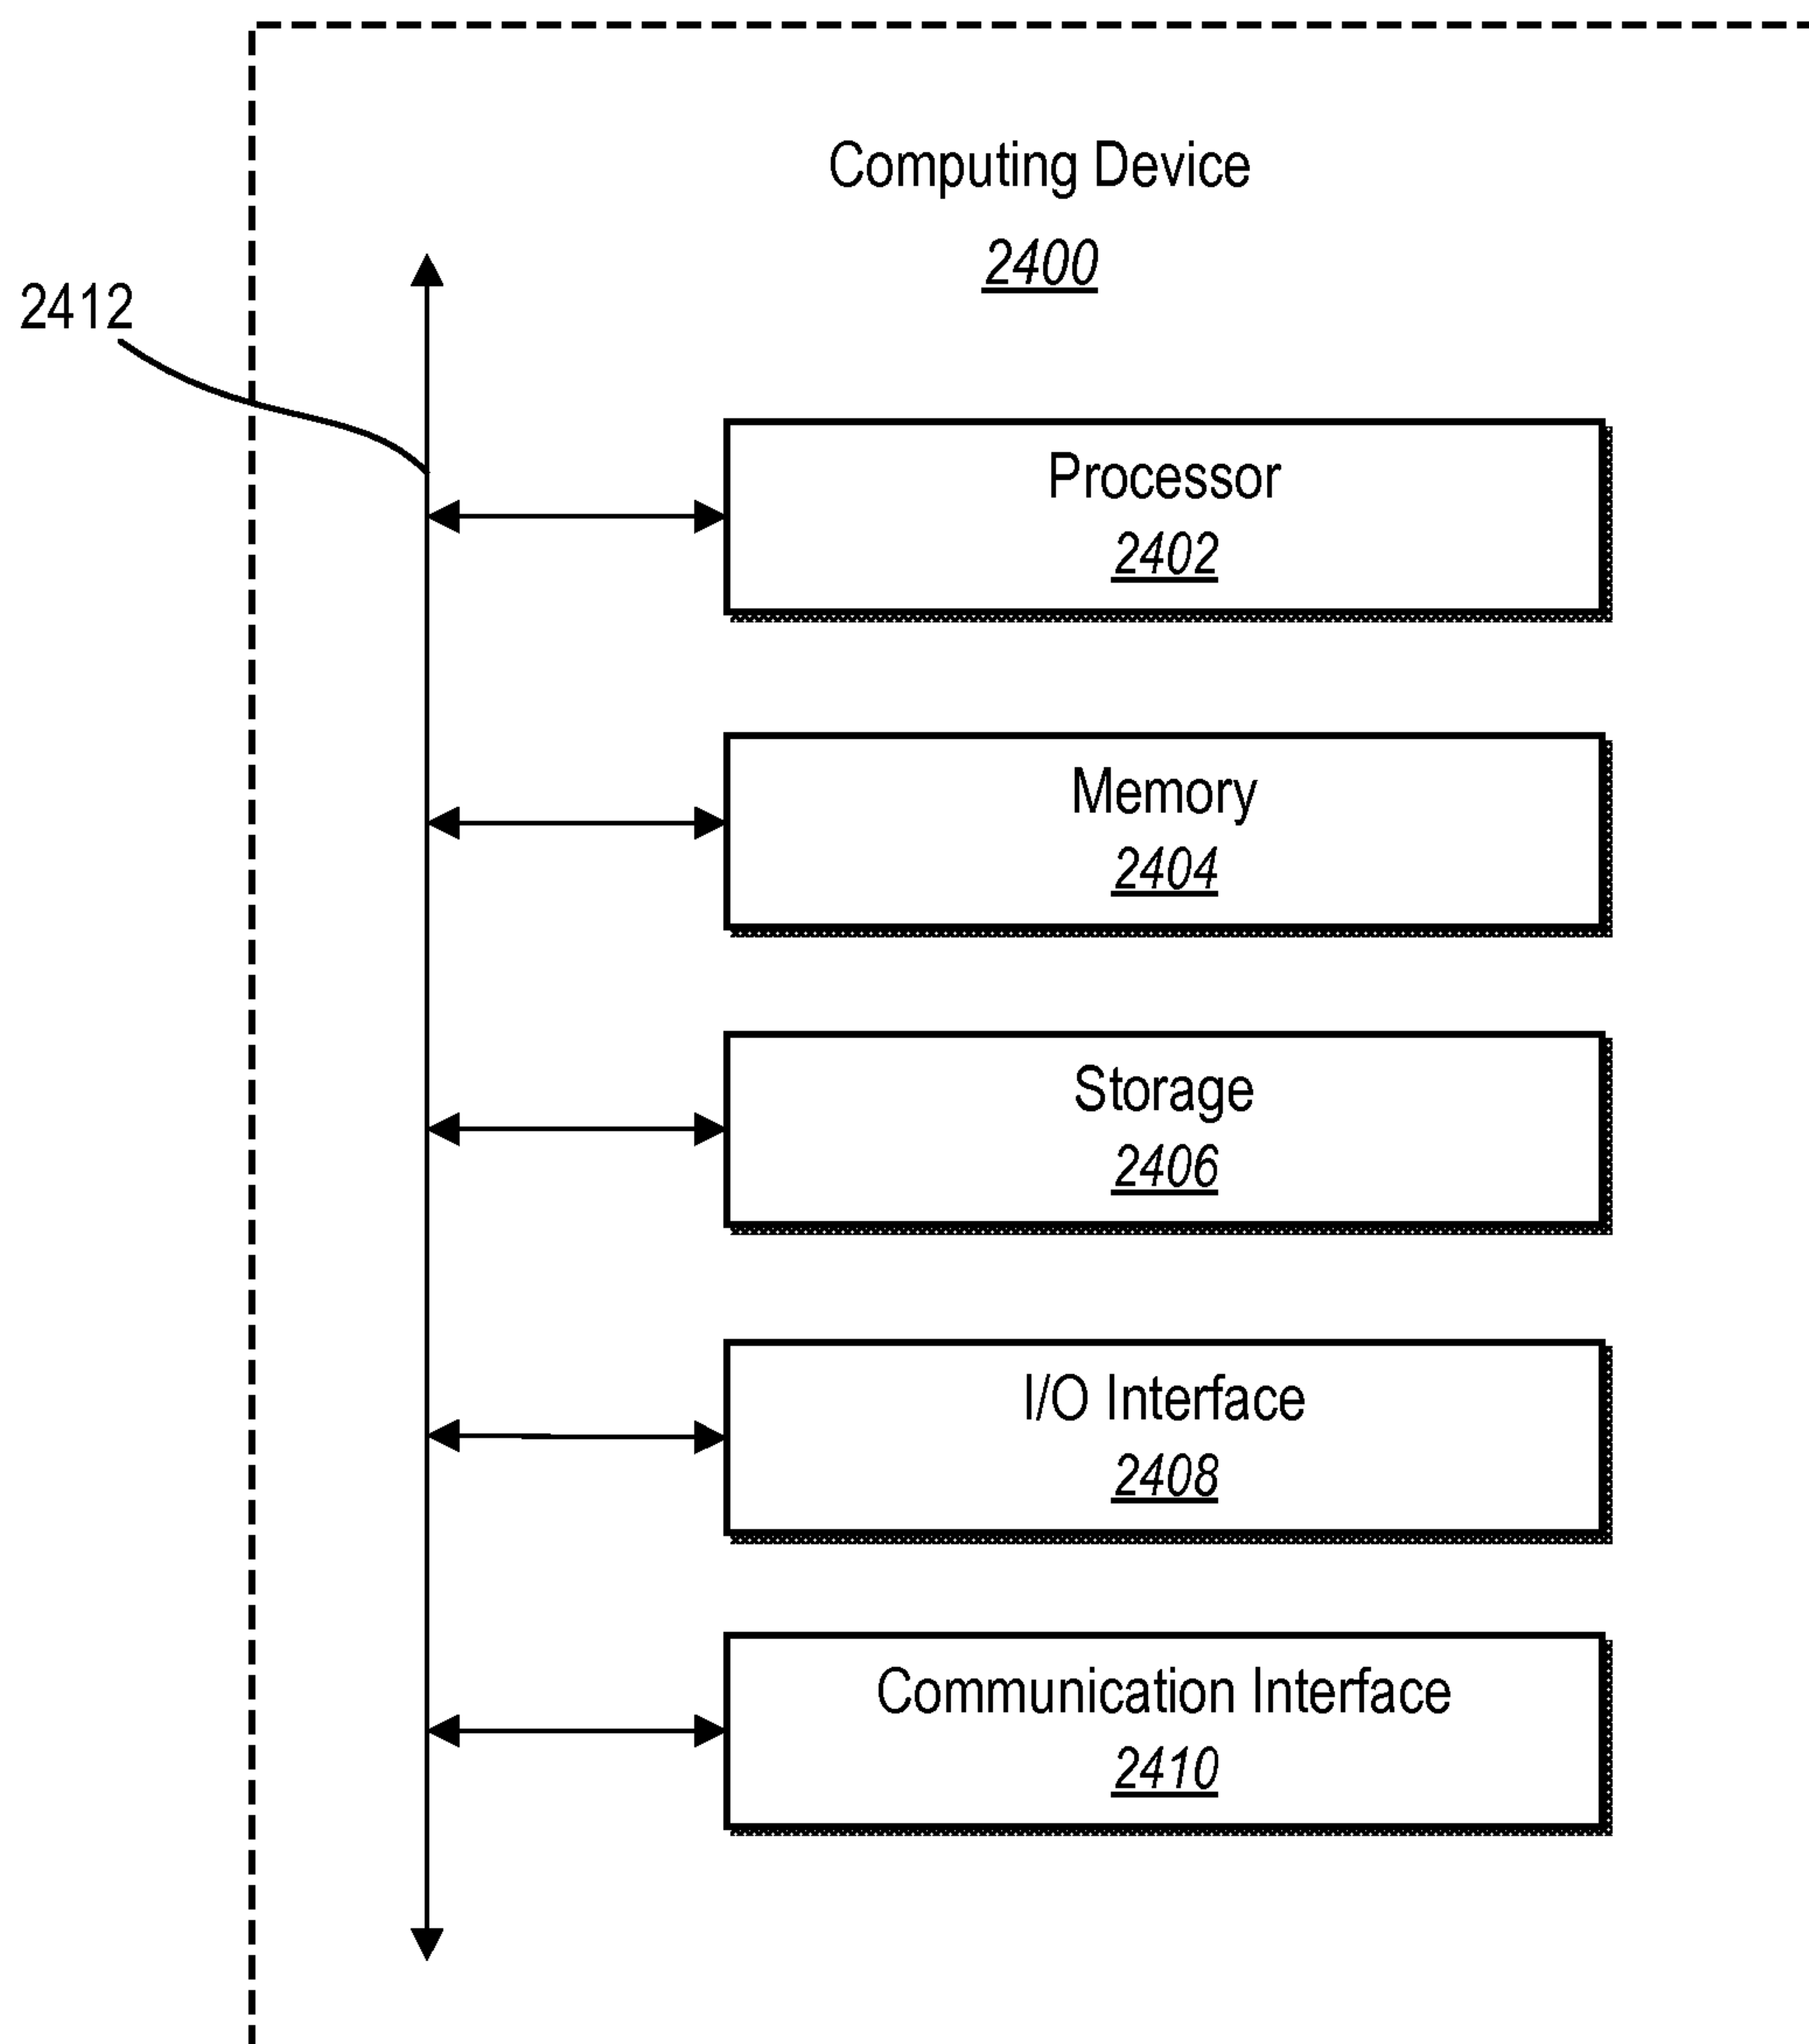 Computing Device
2400
2412
Processor
2402
Memory
2404
Storage
2406
I/O Interface
2408
Communication Interface
2410